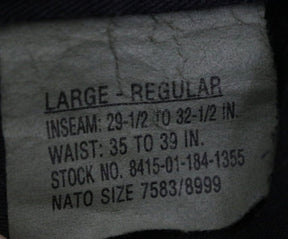 LARGE - REGULAR
INSEAM: 29-1/2 TO 32-1/2 IN.
WAIST: 35 TO 39 IN.
STOCK NO. 8415-01-184-1355
NATO SIZE 7583/8999